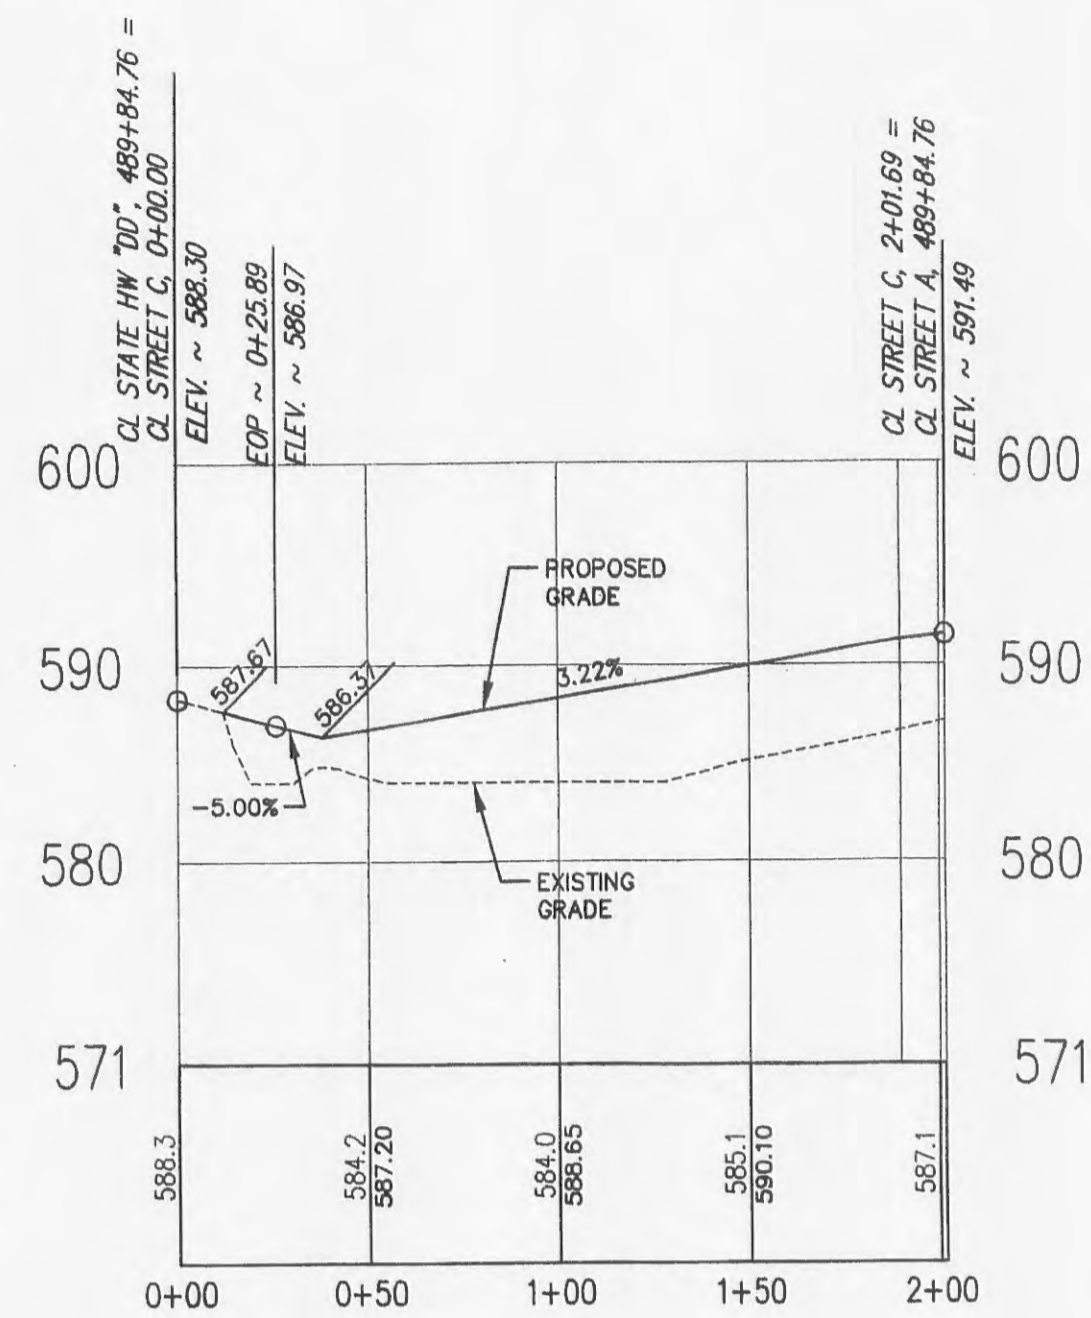 CL STATE HW "DD", 489+84.76 =
CL STREET C, 0+00.00
ELEV. ~ 588.30
EOP ~ 0+25.89
ELEV. ~ 586.97
CL STREET C, 2+01.69 =
CL STREET A, 489+84.76
ELEV. ~ 591.49
600
600
PROPOSED
GRADE
590
587.67
586.37
3.22%
590
-5.00%
580
EXISTING
GRADE
580
571
571
588.3
584.2
587.20
584.0
588.65
585.1
590.10
587.1
0+00
0+50
1+00
1+50
2+00